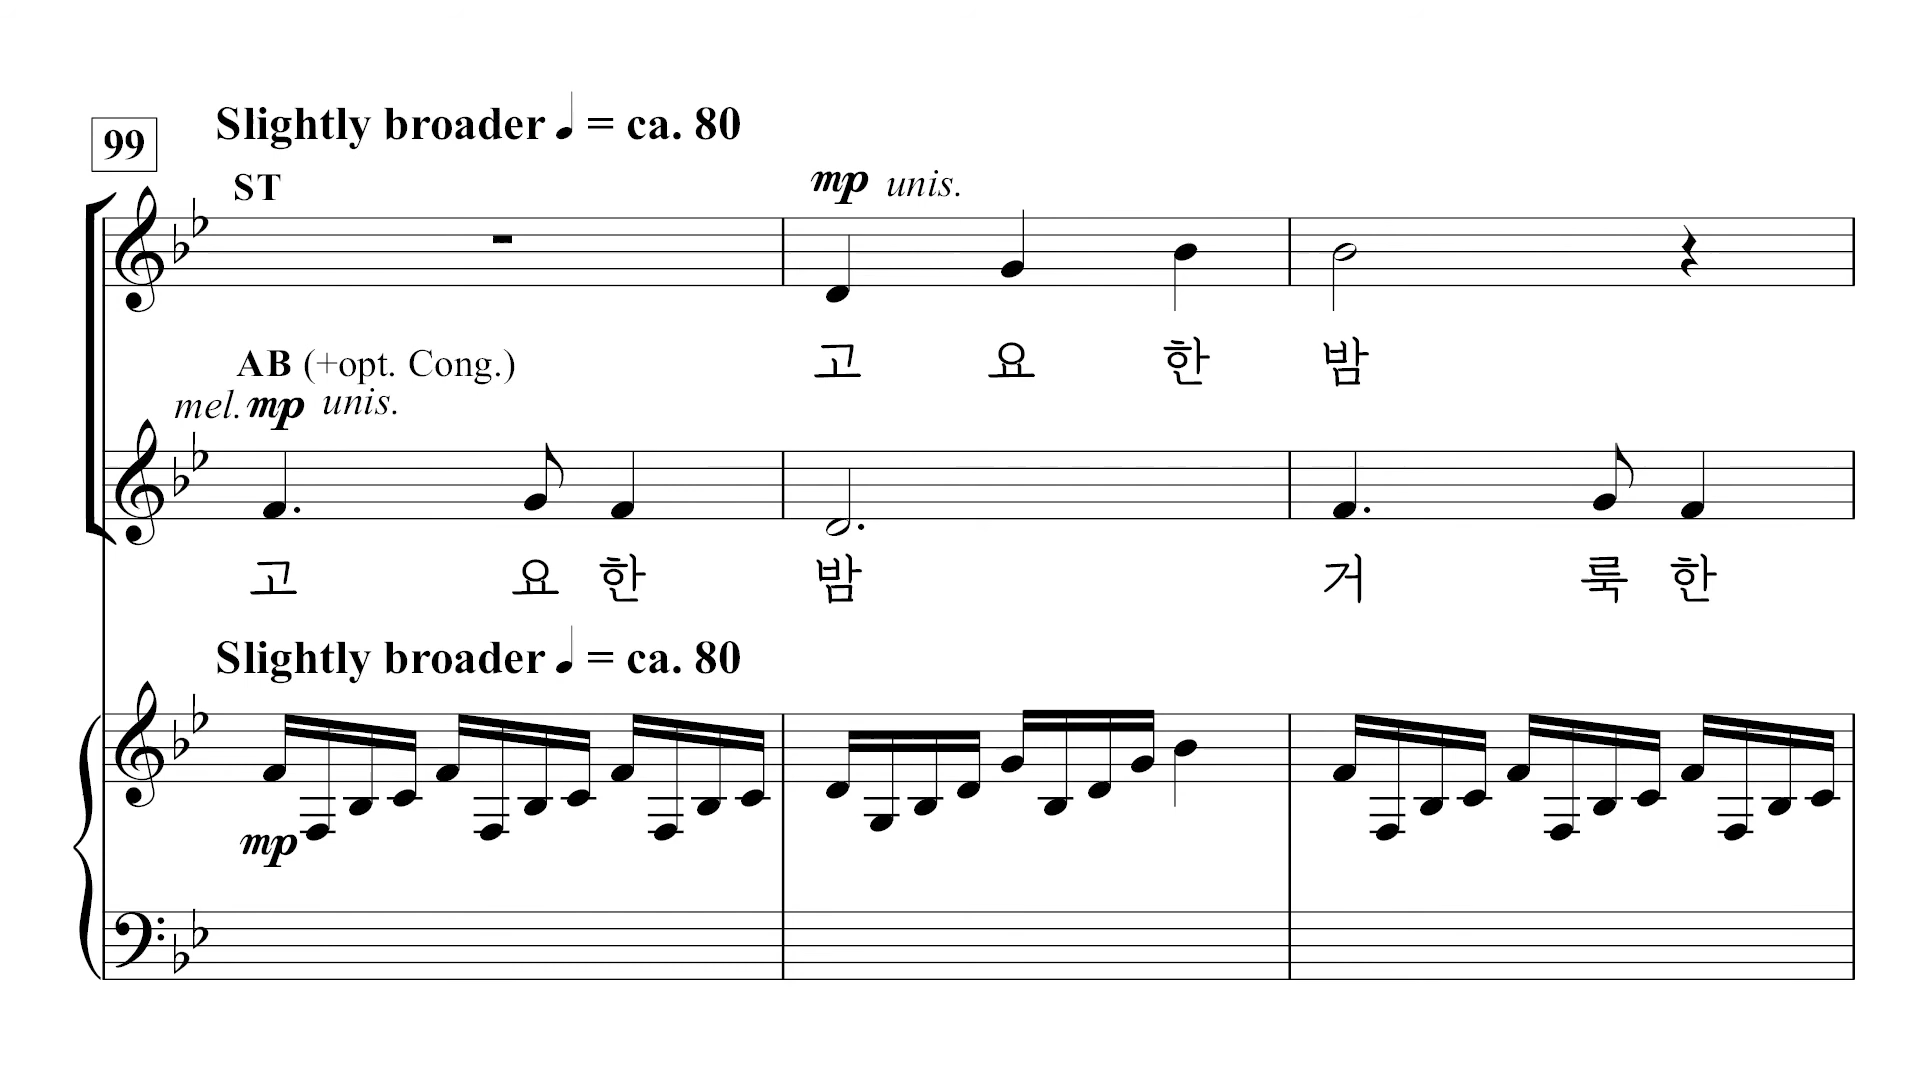 99
Slightly broader ♩ = ca. 80
ST
mp unis.
고 요 한 밤
AB (+opt. Cong.)
mel. mp unis.
고 요 한 밤 거 룩 한
Slightly broader ♩ = ca. 80
mp